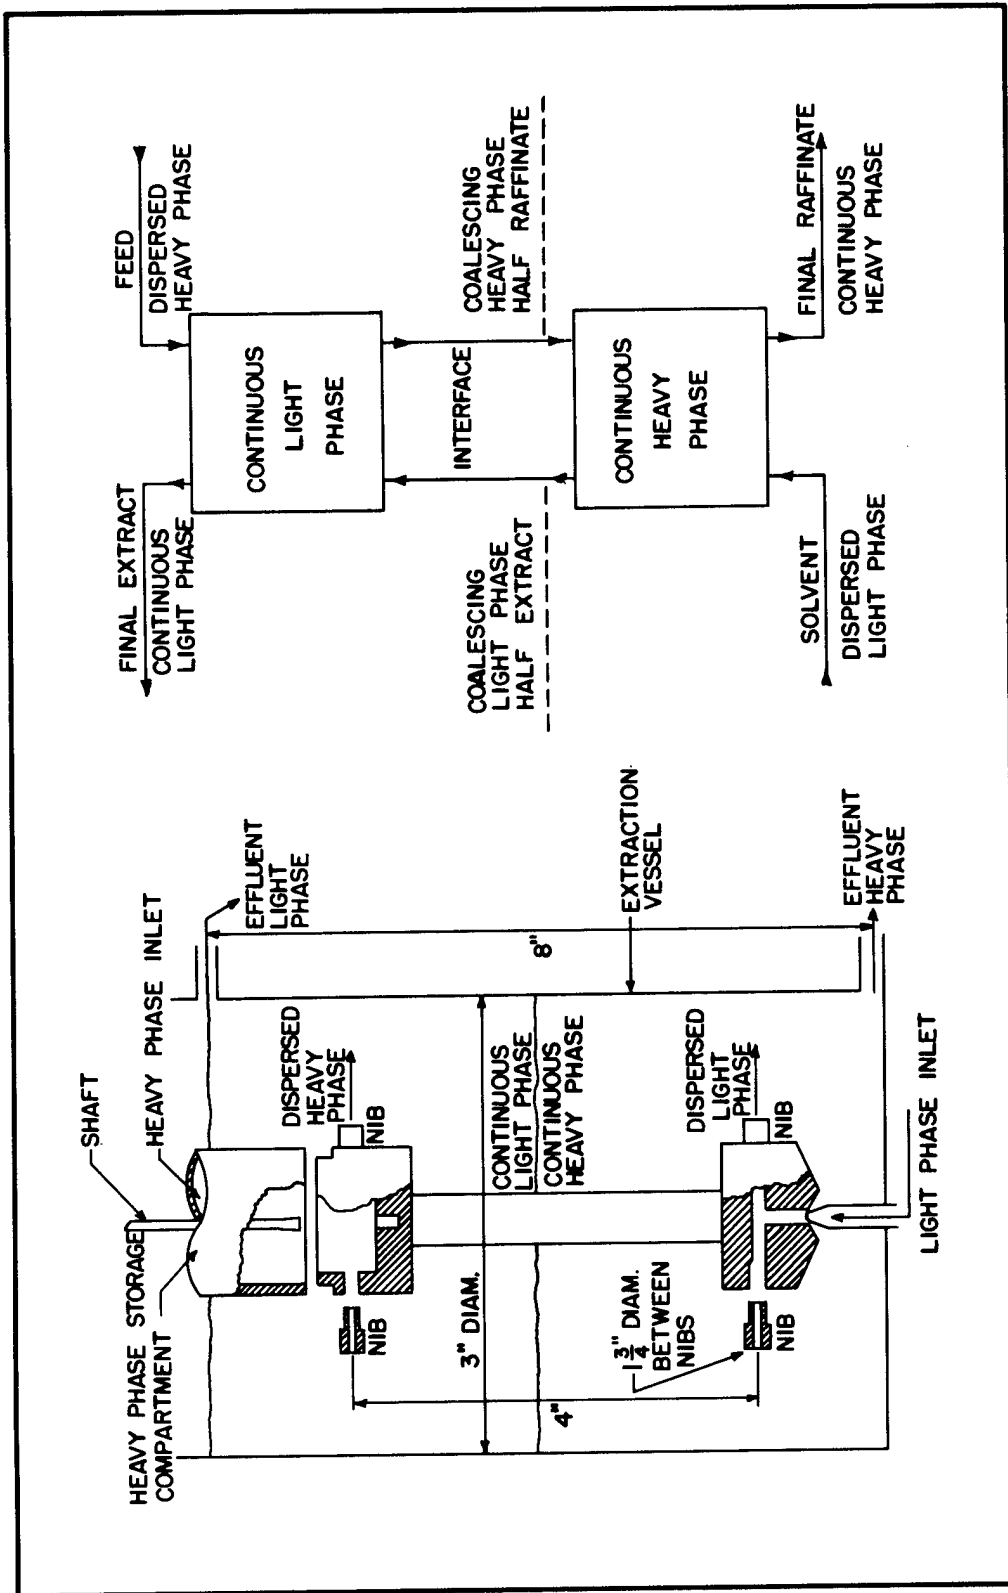 SHAFT
HEAVY PHASE INLET
HEAVY PHASE STORAGE
COMPARTMENT
EFFLUENT
LIGHT
PHASE
DISPERSED
HEAVY
PHASE
NIB
NIB
3" DIAM.
CONTINUOUS
LIGHT PHASE
CONTINUOUS
HEAVY PHASE
8"
EXTRACTION
VESSEL
4"
1 3/4" DIAM.
BETWEEN
NIBS
NIB
DISPERSED
LIGHT
PHASE
NIB
EFFLUENT
HEAVY
PHASE
LIGHT PHASE INLET
FINAL EXTRACT
CONTINUOUS
LIGHT PHASE
FEED
DISPERSED
HEAVY PHASE
CONTINUOUS
LIGHT
PHASE
COALESCING
LIGHT PHASE
HALF EXTRACT
INTERFACE
COALESCING
HEAVY PHASE
HALF RAFFINATE
CONTINUOUS
HEAVY
PHASE
SOLVENT
DISPERSED
LIGHT PHASE
FINAL RAFFINATE
CONTINUOUS
HEAVY PHASE